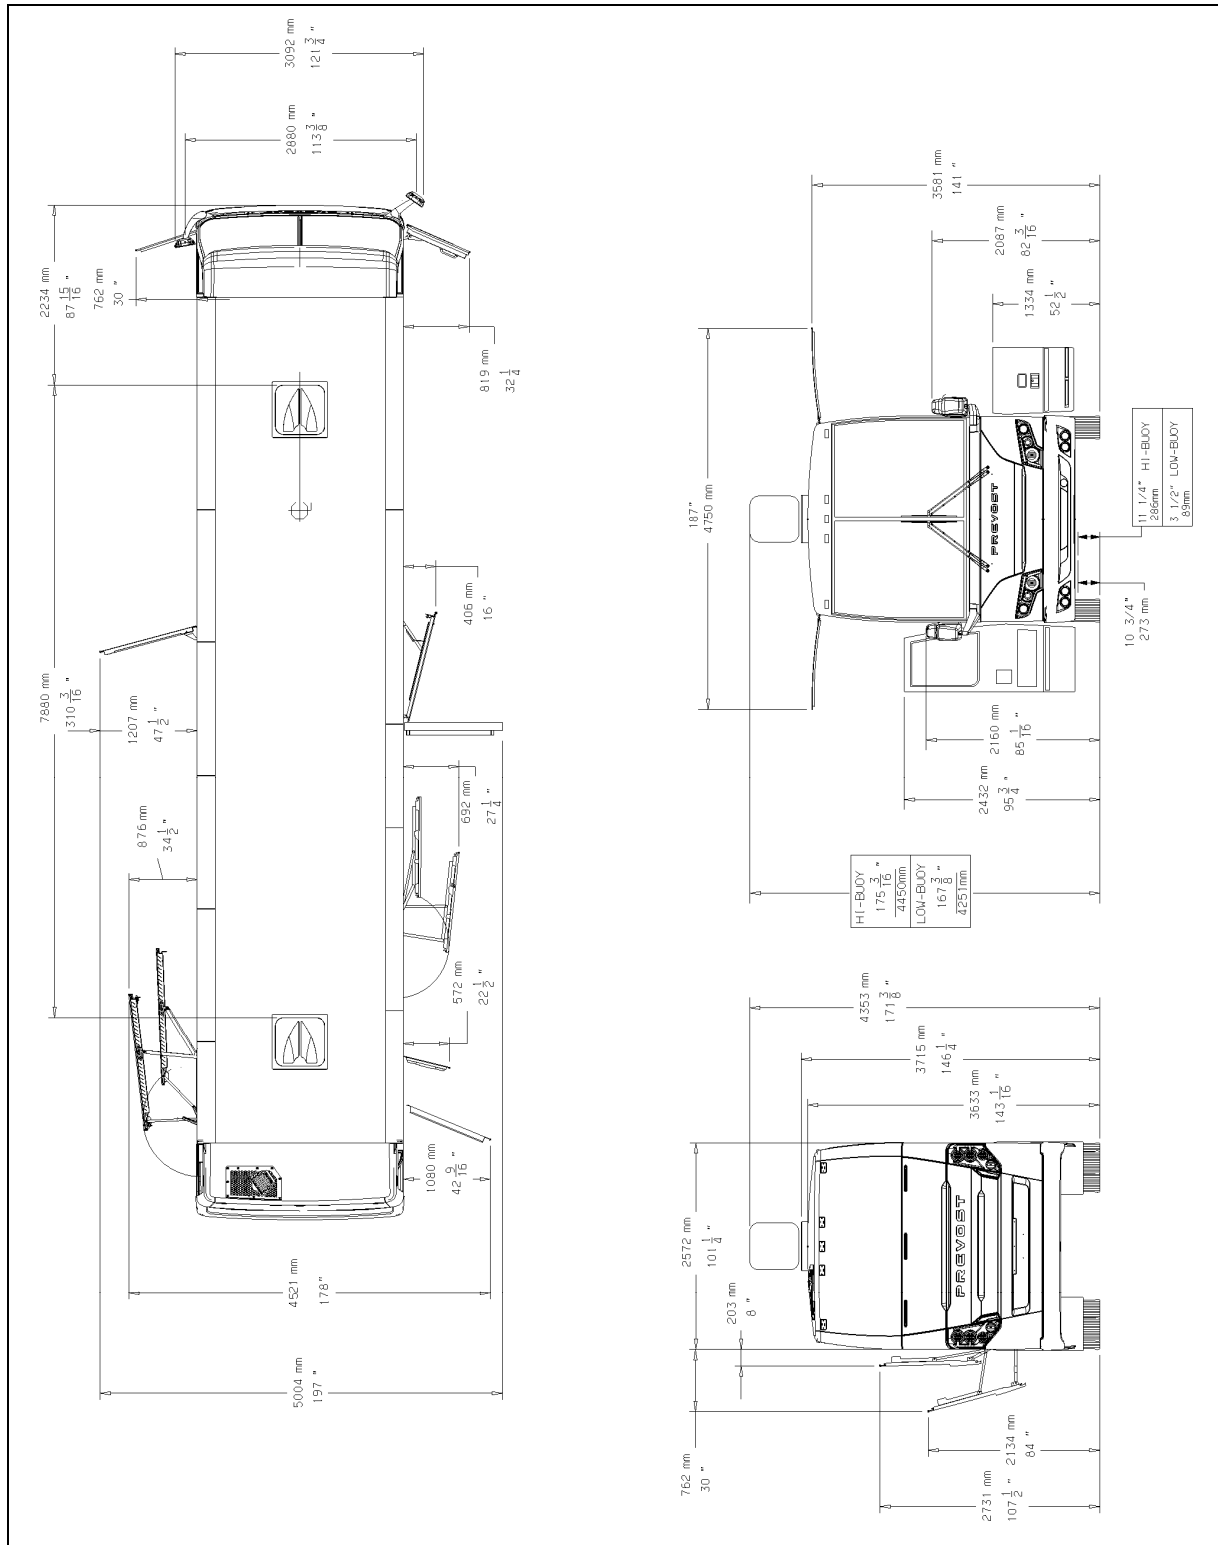 3092 mm
121 3/4 "
2880 mm
113 3/8 "
2234 mm
87 15/16 "
762 mm
30 "
819 mm
32 1/4 "
7880 mm
310 3/16 "
1207 mm
47 1/2 "
406 mm
16 "
876 mm
34 1/2 "
692 mm
27 1/4 "
572 mm
22 1/2 "
1080 mm
42 9/16 "
4521 mm
178"
5004 mm
197 "
3581 mm
141 "
2087 mm
82 3/16 "
1334 mm
52 1/2 "
187"
4750 mm
PREVOST
11 1/4" HI-BUOY
286mm
3 1/2" LOW-BUOY
89mm
10 3/4"
273 mm
2160 mm
85 1/16 "
2432 mm
95 3/4 "
HI-BUOY
175 3/16 "
4450mm
LOW-BUOY
167 3/8 "
4251mm
4353 mm
171 3/8 "
3715 mm
146 1/4 "
3633 mm
143 1/16 "
2572 mm
101 1/4 "
203 mm
8 "
PREVOST
762 mm
30 "
2134 mm
84 "
2731 mm
107 1/2 "